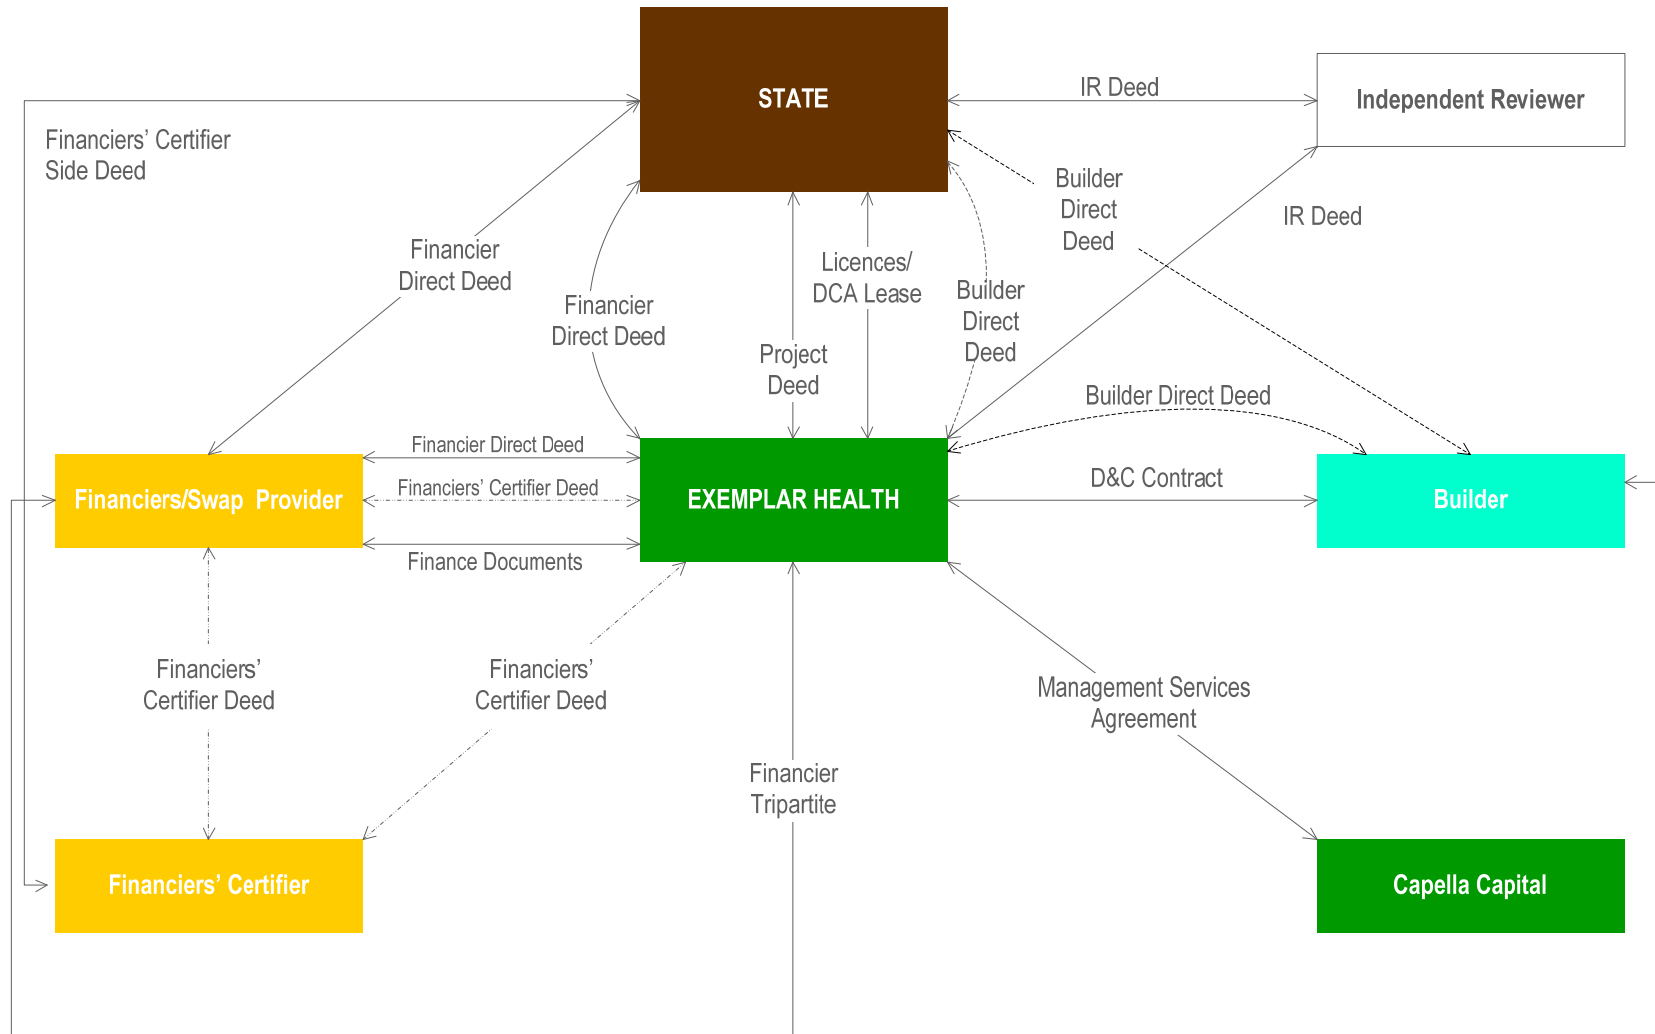 STATE
IR Deed
Independent Reviewer
Financiers’ Certifier
Side Deed
Builder
Direct
Deed
IR Deed
Financier
Direct Deed
Licences/
DCA Lease
Financier
Direct Deed
Builder
Direct
Deed
Project
Deed
Builder Direct Deed
Financier Direct Deed
Financiers/Swap Provider
Financiers’ Certifier Deed
EXEMPLAR HEALTH
D&C Contract
Builder
Finance Documents
Financiers’
Certifier Deed
Financiers’
Certifier Deed
Management Services
Agreement
Financier
Tripartite
Financiers’ Certifier
Capella Capital